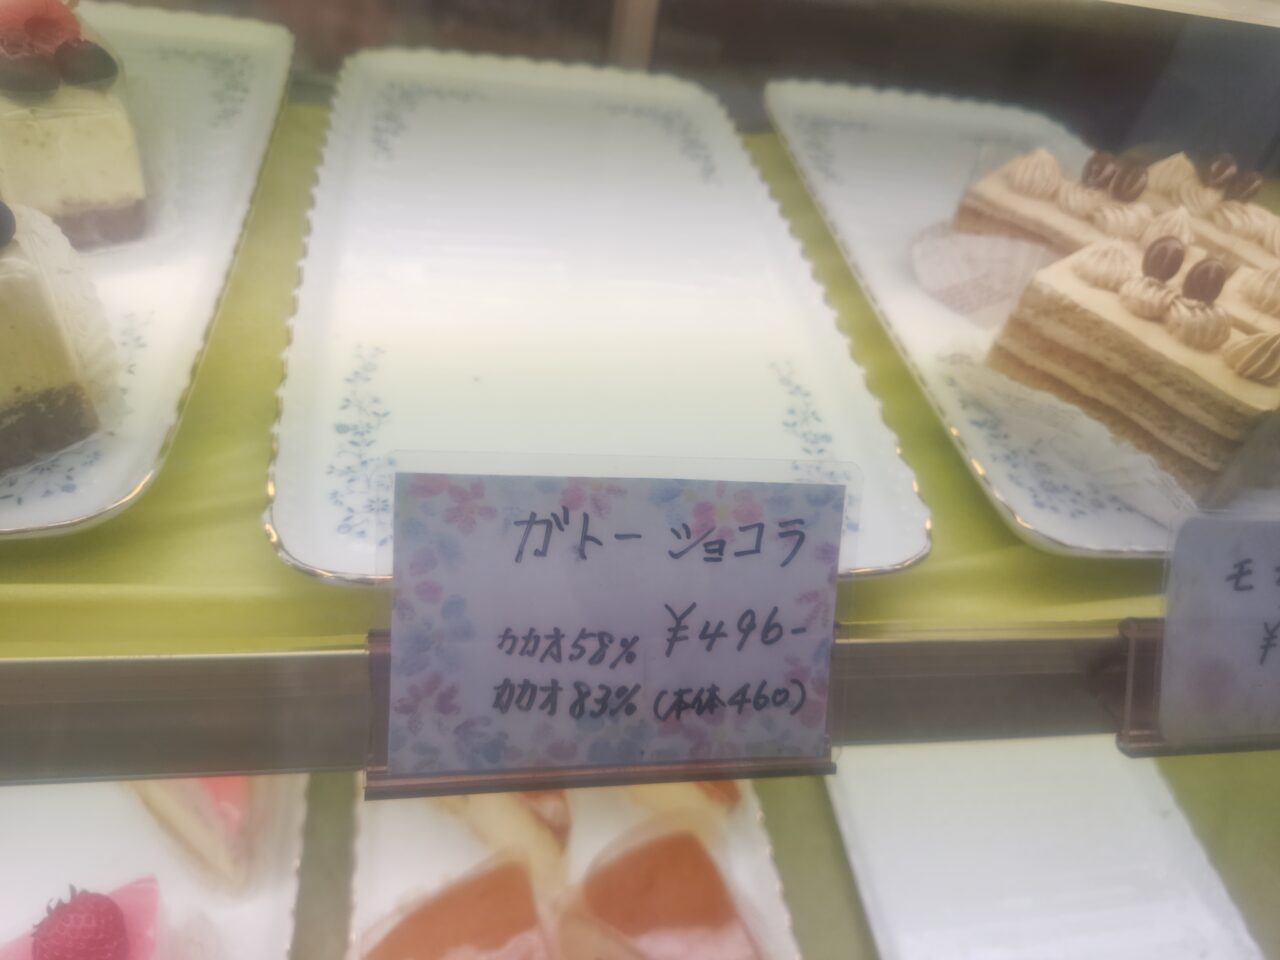 ガトーショコラ
カカオ58% ¥496-
カカオ83% (本体460)
モ
¥